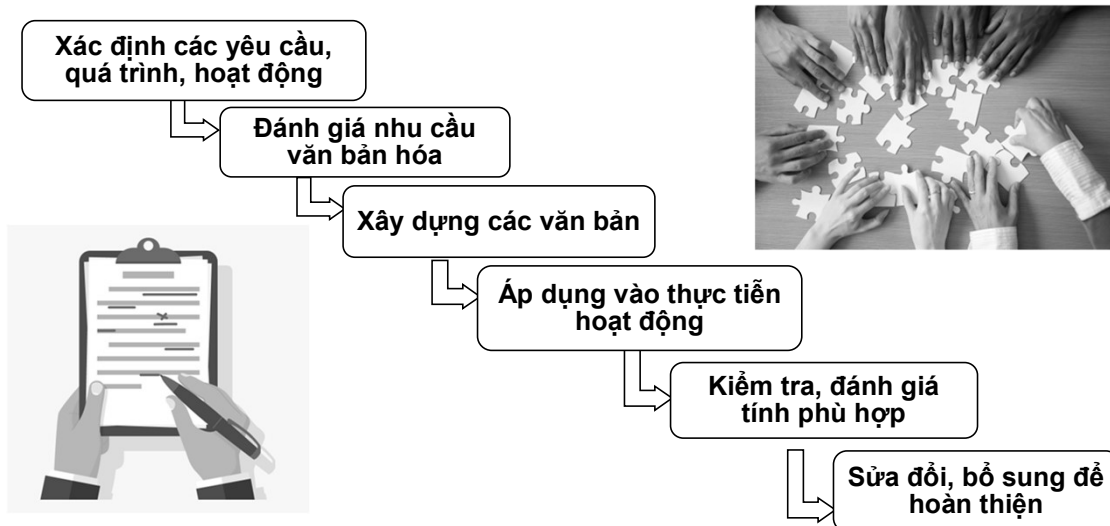 Xác định các yêu cầu,
quá trình, hoạt động
Đánh giá nhu cầu
văn bản hóa
Xây dựng các văn bản
Áp dụng vào thực tiễn
hoạt động
Kiểm tra, đánh giá
tính phù hợp
Sửa đổi, bổ sung để
hoàn thiện